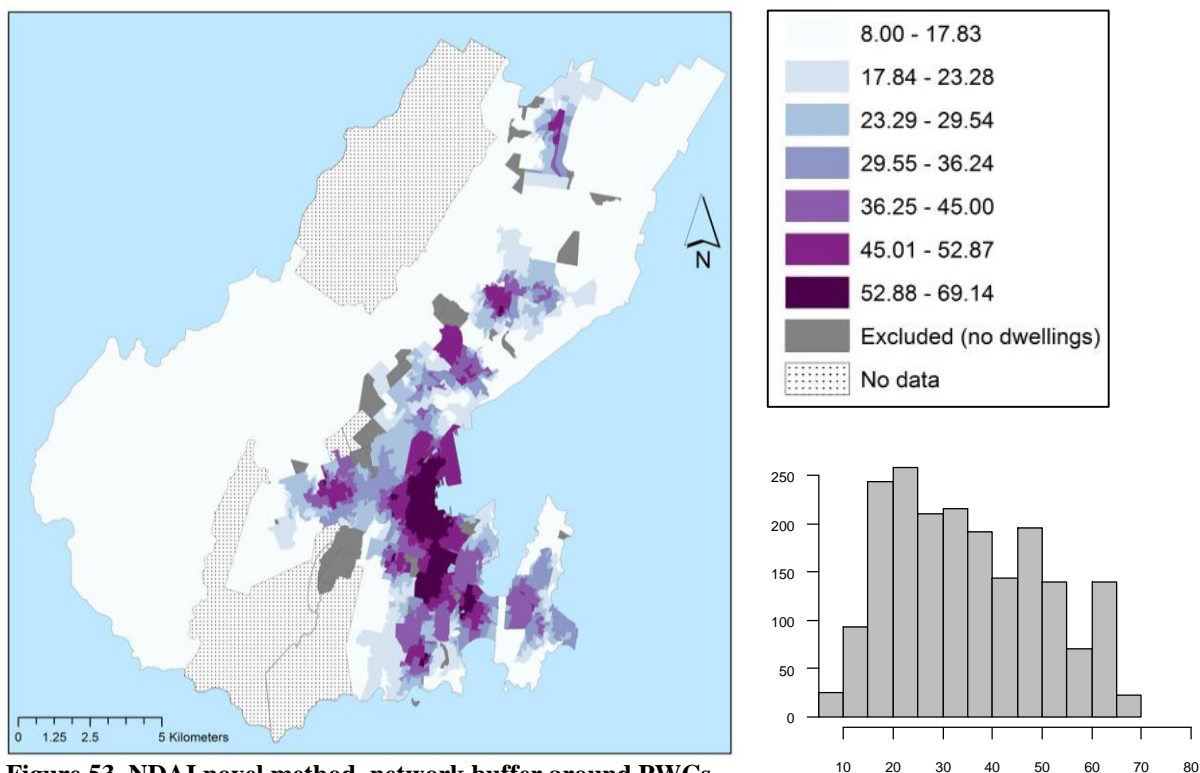 N
0 1.25 2.5 5 Kilometers
8.00 - 17.83
17.84 - 23.28
23.29 - 29.54
29.55 - 36.24
36.25 - 45.00
45.01 - 52.87
52.88 - 69.14
Excluded (no dwellings)
No data
250
200
150
100
50
0
10 20 30 40 50 60 70 80
Figure 53. NDAI novel method, network buffer around PWCs